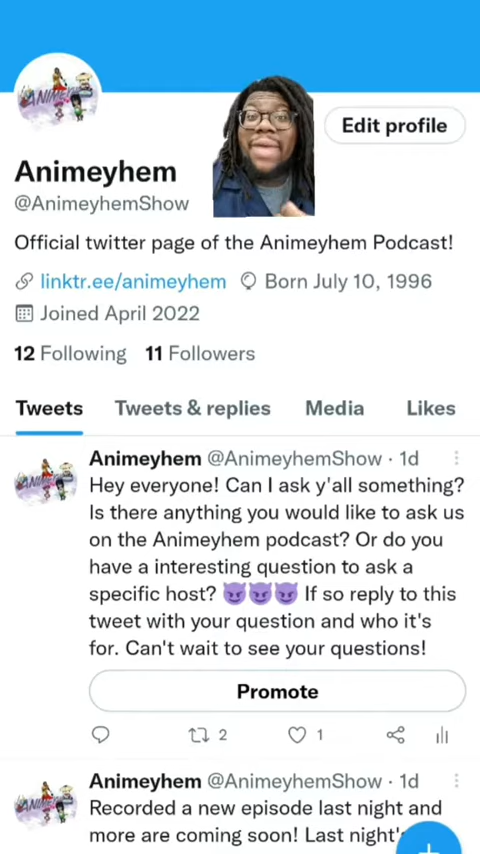 Edit profile
Animeyhem
@AnimeyhemShow
Official twitter page of the Animeyhem Podcast!
linktr.ee/animeyhem Born July 10, 1996
Joined April 2022
12 Following 11 Followers
Tweets Tweets & replies Media Likes
Animeyhem @AnimeyhemShow · 1d
Hey everyone! Can I ask y'all something?
Is there anything you would like to ask us
on the Animeyhem podcast? Or do you
have a interesting question to ask a
specific host? 😈😈😈 If so reply to this
tweet with your question and who it's
for. Can't wait to see your questions!
Promote
2 1
Animeyhem @AnimeyhemShow · 1d
Recorded a new episode last night and
more are coming soon! Last night's